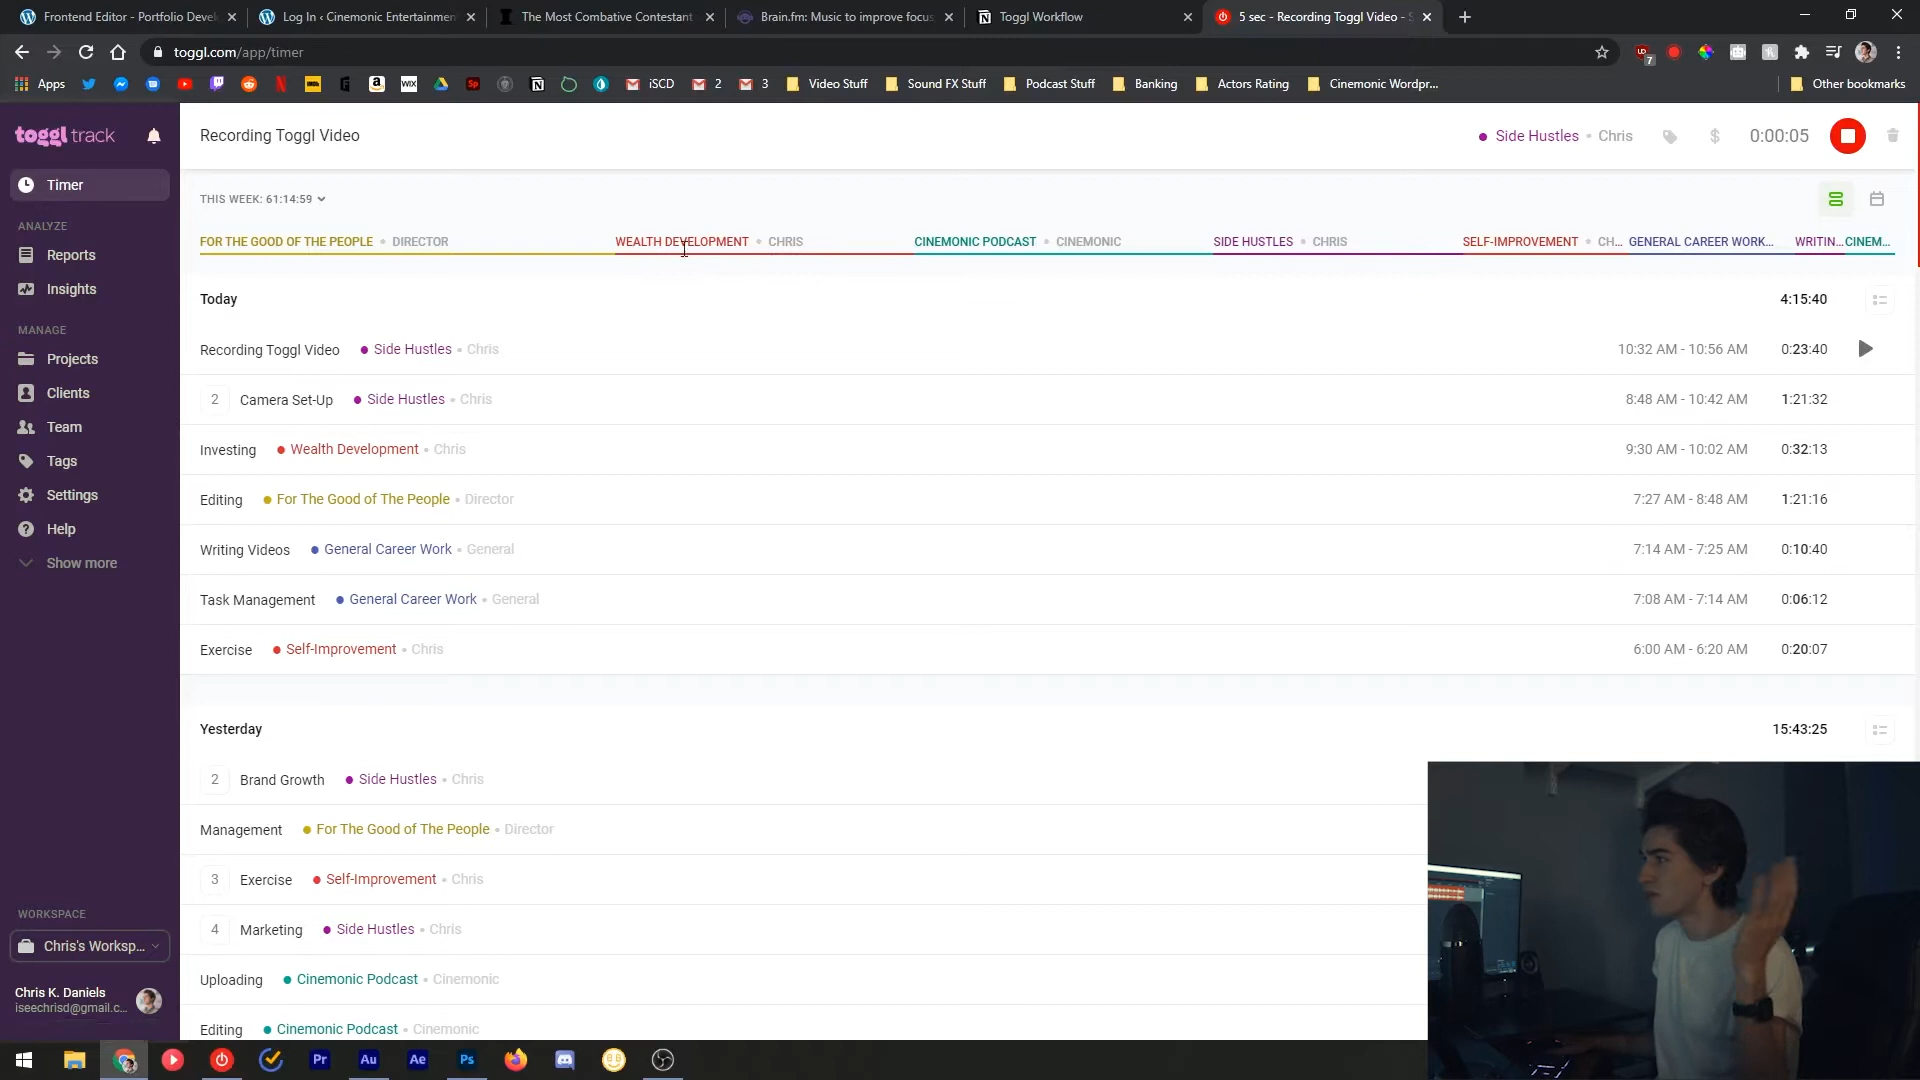 Frontend Editor - Portfolio Devel
Log In ‹ Cinemonic Entertainmen
The Most Combative Contestant
Brain.fm: Music to improve focus
Toggl Workflow
5 sec - Recording Toggl Video - S
toggl.com/app/timer
7
Apps
iSCD
2
3
Video Stuff
Sound FX Stuff
Podcast Stuff
Banking
Actors Rating
Cinemonic Wordpr...
Other bookmarks
toggl track
Recording Toggl Video
Side Hustles • Chris
$
0:00:05
Timer
THIS WEEK: 61:14:59
ANALYZE
Reports
Insights
MANAGE
Projects
Clients
Team
Tags
Settings
Help
Show more
FOR THE GOOD OF THE PEOPLE • DIRECTOR
WEALTH DEVELOPMENT • CHRIS
CINEMONIC PODCAST • CINEMONIC
SIDE HUSTLES • CHRIS
SELF-IMPROVEMENT • CH...
GENERAL CAREER WORK...
WRITIN...
CINEM...
Today 4:15:40
Recording Toggl Video • Side Hustles • Chris 10:32 AM - 10:56 AM 0:23:40
2 Camera Set-Up • Side Hustles • Chris 8:48 AM - 10:42 AM 1:21:32
Investing • Wealth Development • Chris 9:30 AM - 10:02 AM 0:32:13
Editing • For The Good of The People • Director 7:27 AM - 8:48 AM 1:21:16
Writing Videos • General Career Work • General 7:14 AM - 7:25 AM 0:10:40
Task Management • General Career Work • General 7:08 AM - 7:14 AM 0:06:12
Exercise • Self-Improvement • Chris 6:00 AM - 6:20 AM 0:20:07
Yesterday 15:43:25
2 Brand Growth • Side Hustles • Chris
Management • For The Good of The People • Director
3 Exercise • Self-Improvement • Chris
4 Marketing • Side Hustles • Chris
Uploading • Cinemonic Podcast • Cinemonic
Editing • Cinemonic Podcast • Cinemonic
WORKSPACE
Chris's Worksp...
Chris K. Daniels
iseechrisd@gmail.c...
Pr
Au
Ae
Ps